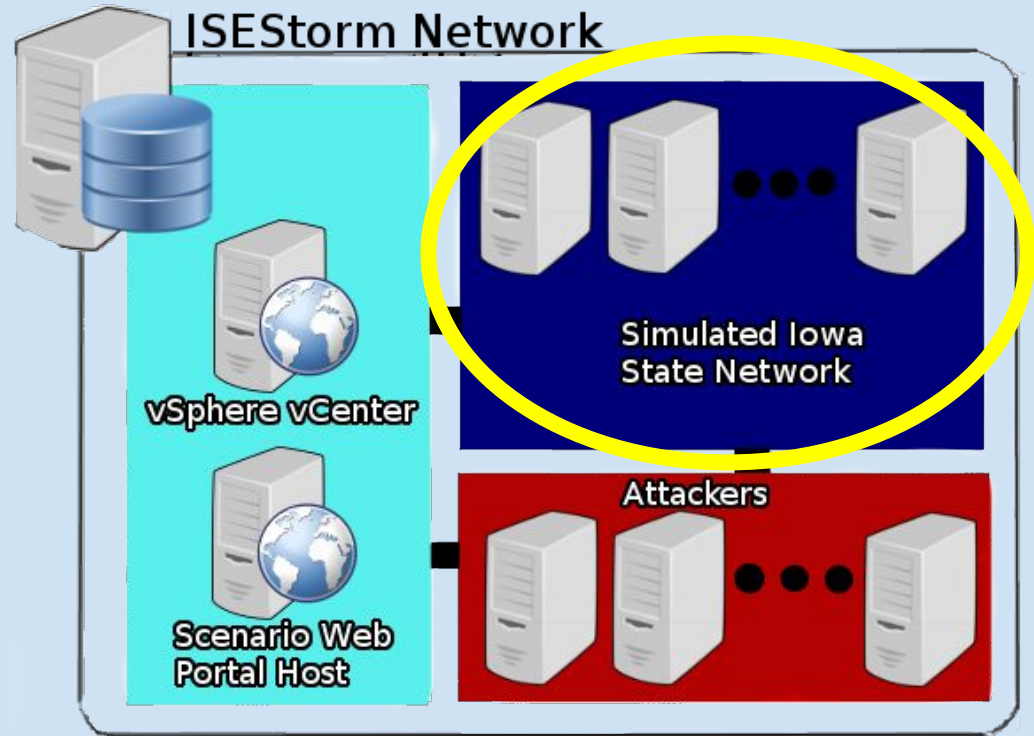 ISEStorm Network
Simulated Iowa
State Network
vSphere vCenter
Attackers
Scenario Web
Portal Host